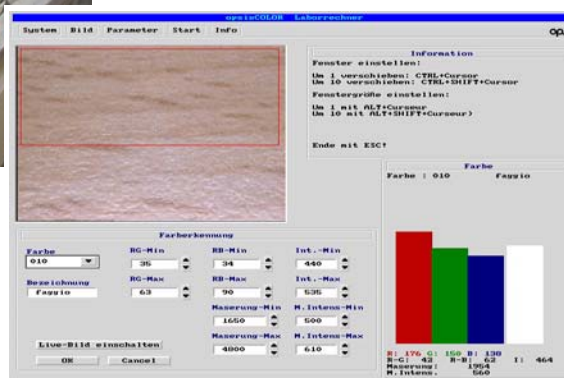 opsisCOLOR Laborrechner
System Bild Parameter Start Info
op
Information
Fenster einstellen:
Um 1 verschieben: CTRL+Cursor
Um 10 verschieben: CTRL+SHIFT+Cursor
Fenstergröße einstellen:
Um 1 mit ALT+Curseur
Um 10 mit ALT+SHIFT+Curseur)
Ende mit ESC!
Farbe
Farbe : 010 faggio
Farberkennung
Farbe RG-Min RB-Min Int.-Min
010 35 34 440
Bezeichnung RG-Max RB-Max Int.-Max
faggio 63 90 535
Maserung-Min M.Intens-Min
1650 500
Maserung-Max M.Intens-Max
4800 610
Live-Bild einschalten
OK Cancel
R: 176 G: 150 B: 138
R-G: 42 R-B: 62 I: 464
Maserung: 1954
M.Intens. 560